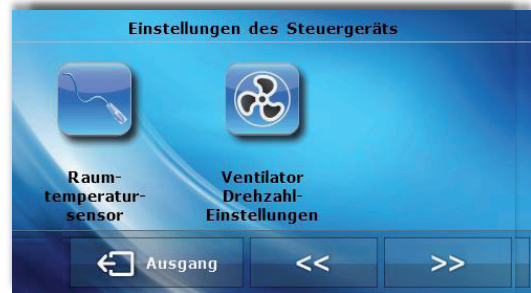 Einstellungen des Steuergeräts
Raum-
temperatur-
sensor
Ventilator
Drehzahl-
Einstellungen
Ausgang
<<
>>